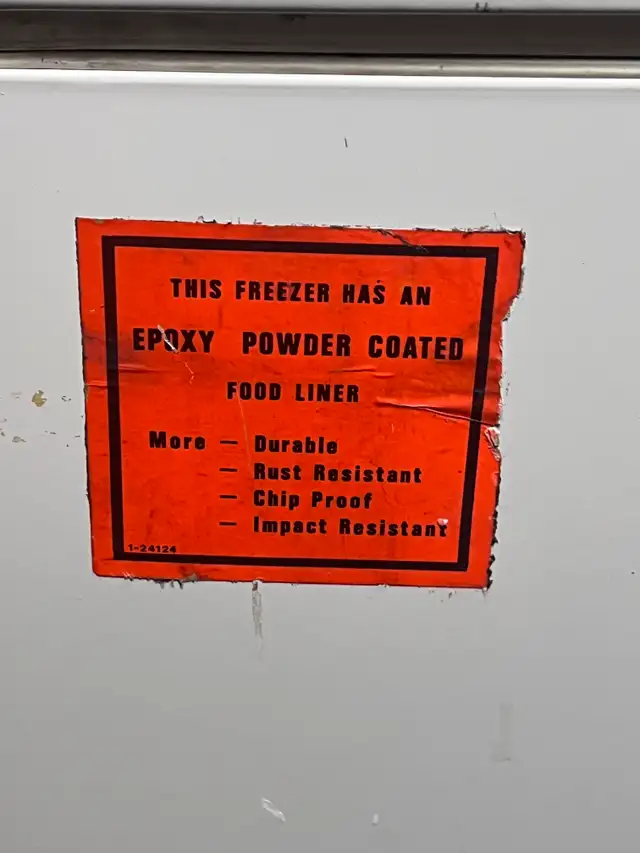 THIS FREEZER HAS AN
EPOXY POWDER COATED
FOOD LINER
More — Durable
— Rust Resistant
— Chip Proof
— Impact Resistant
1-24124